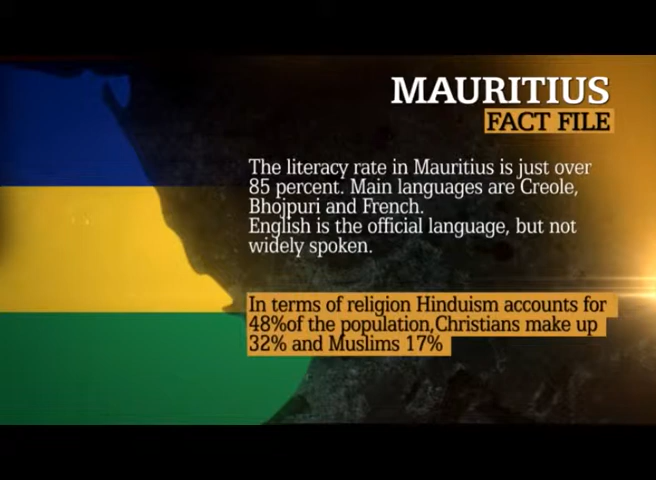 MAURITIUS
FACT FILE
The literacy rate in Mauritius is just over
85 percent. Main languages are Creole,
Bhojpuri and French.
English is the official language, but not
widely spoken.
In terms of religion Hinduism accounts for
48%of the population,Christians make up
32% and Muslims 17%